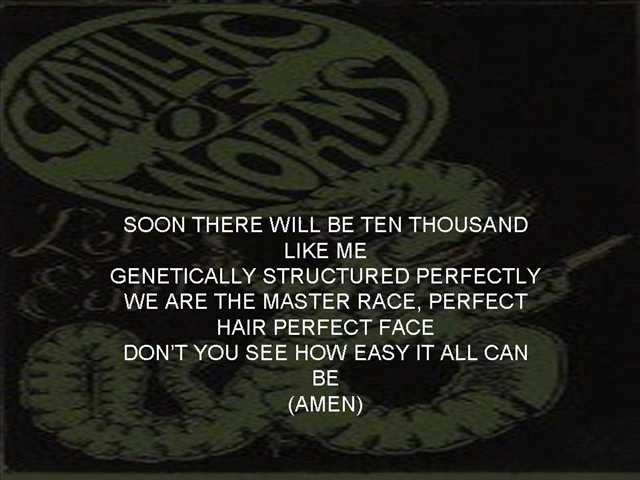 CADILLAC
OF
WORMS
SOON THERE WILL BE TEN THOUSAND
LIKE ME
GENETICALLY STRUCTURED PERFECTLY
WE ARE THE MASTER RACE, PERFECT
HAIR PERFECT FACE
DON'T YOU SEE HOW EASY IT ALL CAN
BE
(AMEN)